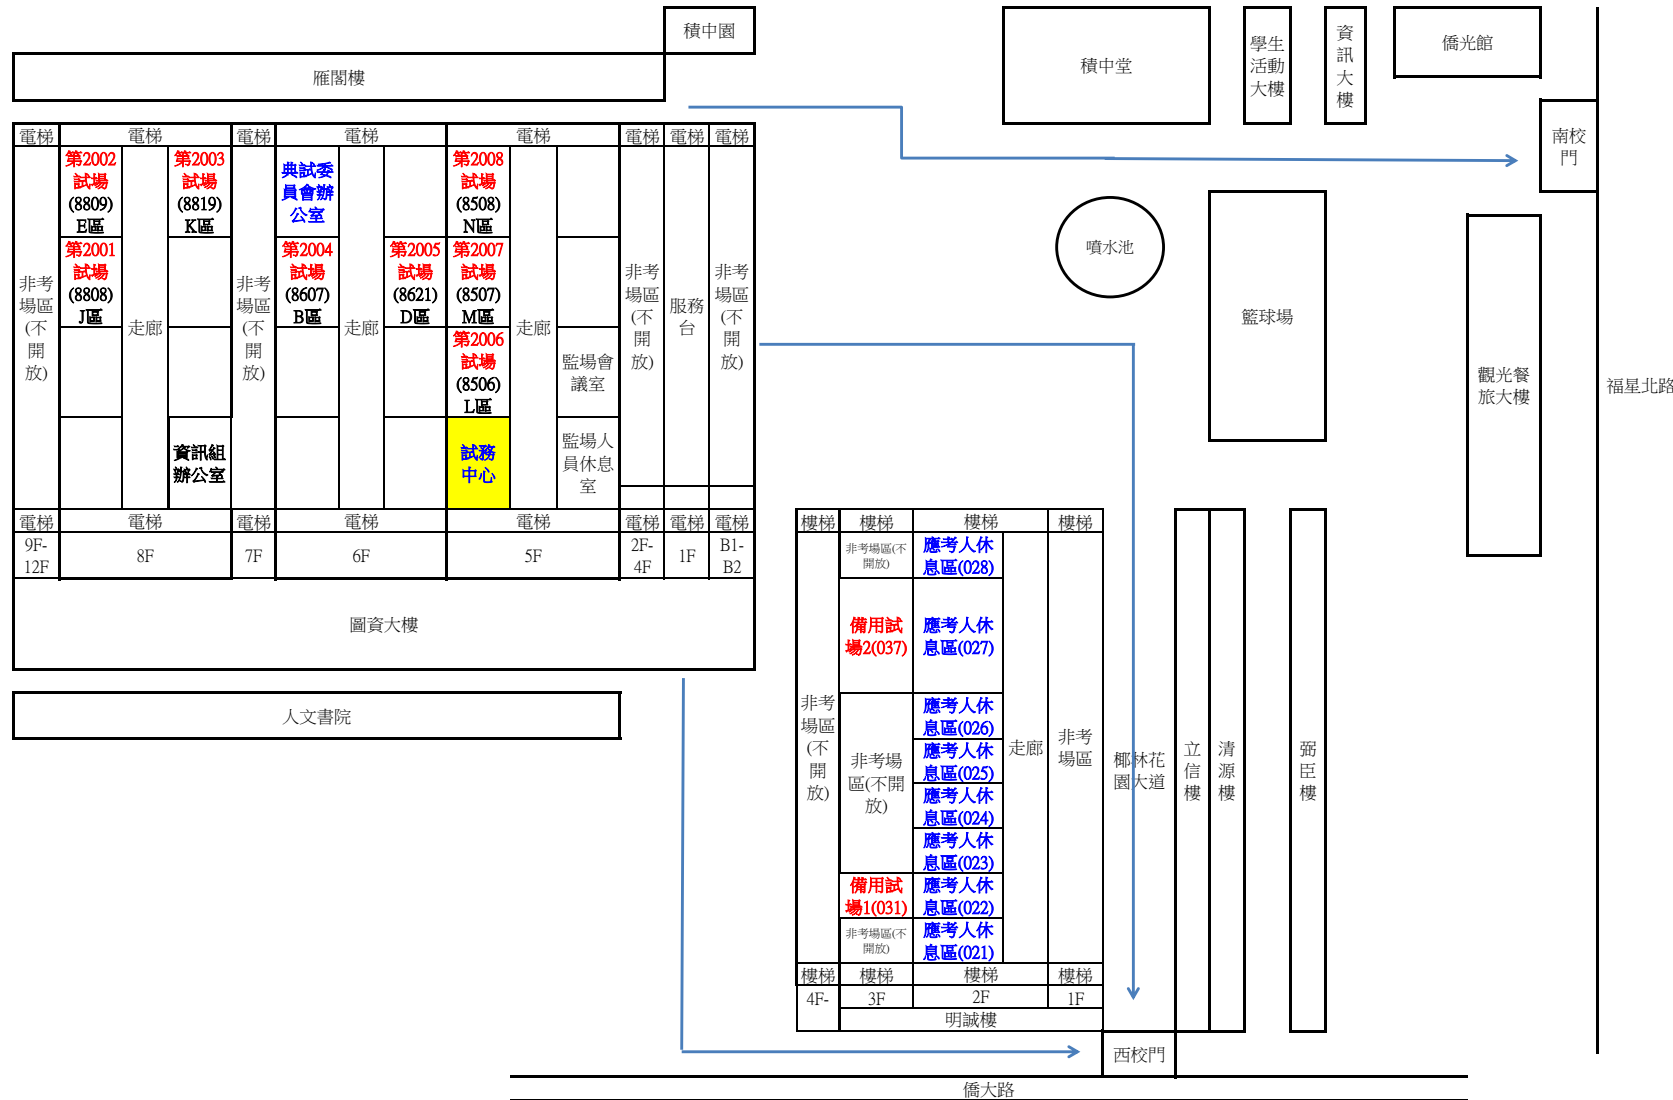 積中園
雁閣樓
積中堂
學生
活動
大樓
資
訊
大
樓
僑光館
南校
門
電梯
電梯
電梯
電梯
電梯
電梯
電梯
電梯
非考
場區
(不
開
放)
第2002
試場
(8809)
E區
第2001
試場
(8808)
J區
走廊
第2003
試場
(8819)
K區
資訊組
辦公室
非考
場區
(不
開
放)
典試委
員會辦
公室
第2004
試場
(8607)
B區
走廊
第2005
試場
(8621)
D區
第2008
試場
(8508)
N區
第2007
試場
(8507)
M區
第2006
試場
(8506)
L區
試務
中心
走廊
監場會
議室
監場人
員休息
室
非考
場區
(不
開
放)
服務
台
非考
場區
(不
開
放)
電梯
電梯
電梯
電梯
電梯
電梯
電梯
電梯
9F-
12F
8F
7F
6F
5F
2F-
4F
1F
B1-
B2
圖資大樓
人文書院
噴水池
籃球場
觀光餐
旅大樓
福星北路
樓梯
樓梯
樓梯
樓梯
非考
場區
(不
開
放)
非考場區(不
開放)
備用試
場2(037)
非考場
區(不開
放)
備用試
場1(031)
非考場區(不
開放)
應考人休
息區(028)
應考人休
息區(027)
應考人休
息區(026)
應考人休
息區(025)
應考人休
息區(024)
應考人休
息區(023)
應考人休
息區(022)
應考人休
息區(021)
走廊
非考
場區
樓梯
樓梯
樓梯
樓梯
4F-
3F
2F
1F
明誠樓
椰林花
園大道
立
信
樓
清
源
樓
弼
臣
樓
西校門
僑大路